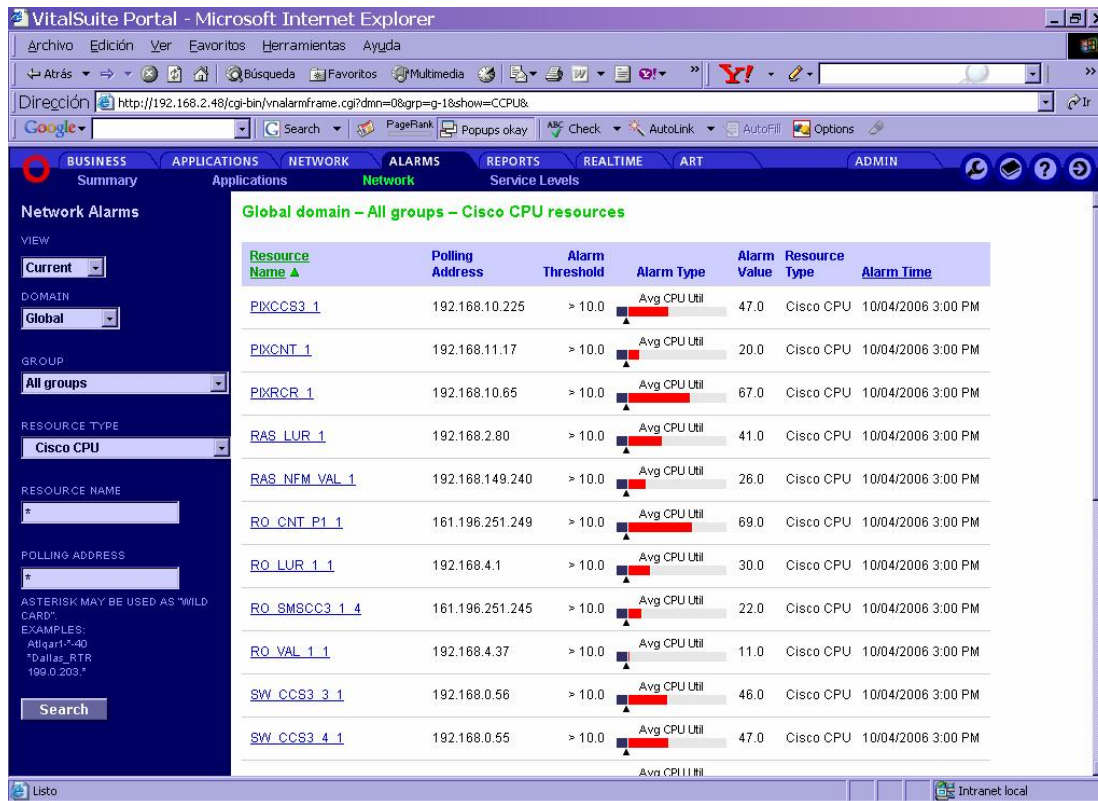 VitalSuite Portal - Microsoft Internet Explorer
Archivo Edición Ver Favoritos Herramientas Ayuda
Atrás Búsqueda Favoritos Multimedia
Dirección http://192.168.2.48/cgi-bin/vnalarmframe.cgi?dmn=0&grp=g-1&show=CCPU& Ir
Google Search PageRank Popups okay ABC Check AutoLink AutoFill Options
BUSINESS APPLICATIONS NETWORK ALARMS REPORTS REALTIME ART ADMIN
Summary Applications Network Service Levels
Network Alarms
VIEW
Current
DOMAIN
Global
GROUP
All groups
RESOURCE TYPE
Cisco CPU
RESOURCE NAME
*
POLLING ADDRESS
*
ASTERISK MAY BE USED AS "WILD
CARD".
EXAMPLES:
Atlqar1-*-40
*Dallas_RTR
199.0.203.*
Search
Global domain – All groups – Cisco CPU resources
Resource Name Polling Address Alarm Threshold Alarm Type Alarm Value Resource Type Alarm Time
PIXCCS3_1 192.168.10.225 > 10.0 Avg CPU Util 47.0 Cisco CPU 10/04/2006 3:00 PM
PIXCNT_1 192.168.11.17 > 10.0 Avg CPU Util 20.0 Cisco CPU 10/04/2006 3:00 PM
PIXRCR_1 192.168.10.65 > 10.0 Avg CPU Util 67.0 Cisco CPU 10/04/2006 3:00 PM
RAS_LUR_1 192.168.2.80 > 10.0 Avg CPU Util 41.0 Cisco CPU 10/04/2006 3:00 PM
RAS_NFM_VAL_1 192.168.149.240 > 10.0 Avg CPU Util 26.0 Cisco CPU 10/04/2006 3:00 PM
RO_CNT_P1_1 161.196.251.249 > 10.0 Avg CPU Util 69.0 Cisco CPU 10/04/2006 3:00 PM
RO_LUR_1_1 192.168.4.1 > 10.0 Avg CPU Util 30.0 Cisco CPU 10/04/2006 3:00 PM
RO_SMSCC3_1_4 161.196.251.245 > 10.0 Avg CPU Util 22.0 Cisco CPU 10/04/2006 3:00 PM
RO_VAL_1_1 192.168.4.37 > 10.0 Avg CPU Util 11.0 Cisco CPU 10/04/2006 3:00 PM
SW_CCS3_3_1 192.168.0.56 > 10.0 Avg CPU Util 46.0 Cisco CPU 10/04/2006 3:00 PM
SW_CCS3_4_1 192.168.0.55 > 10.0 Avg CPU Util 47.0 Cisco CPU 10/04/2006 3:00 PM
Avg CPU Util
Listo Intranet local